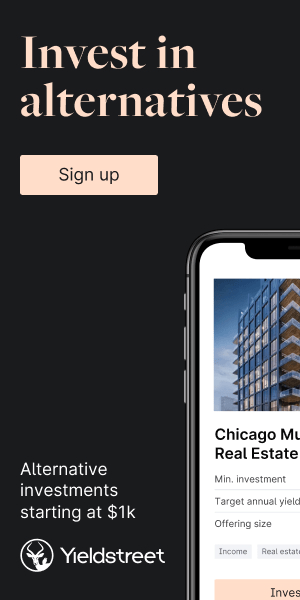 Invest in
alternatives
Sign up
Chicago Mu
Real Estate
Min. investment
Target annual yield
Offering size
Income
Real estate
Inves
Alternative
investments
starting at $1k
Yieldstreet